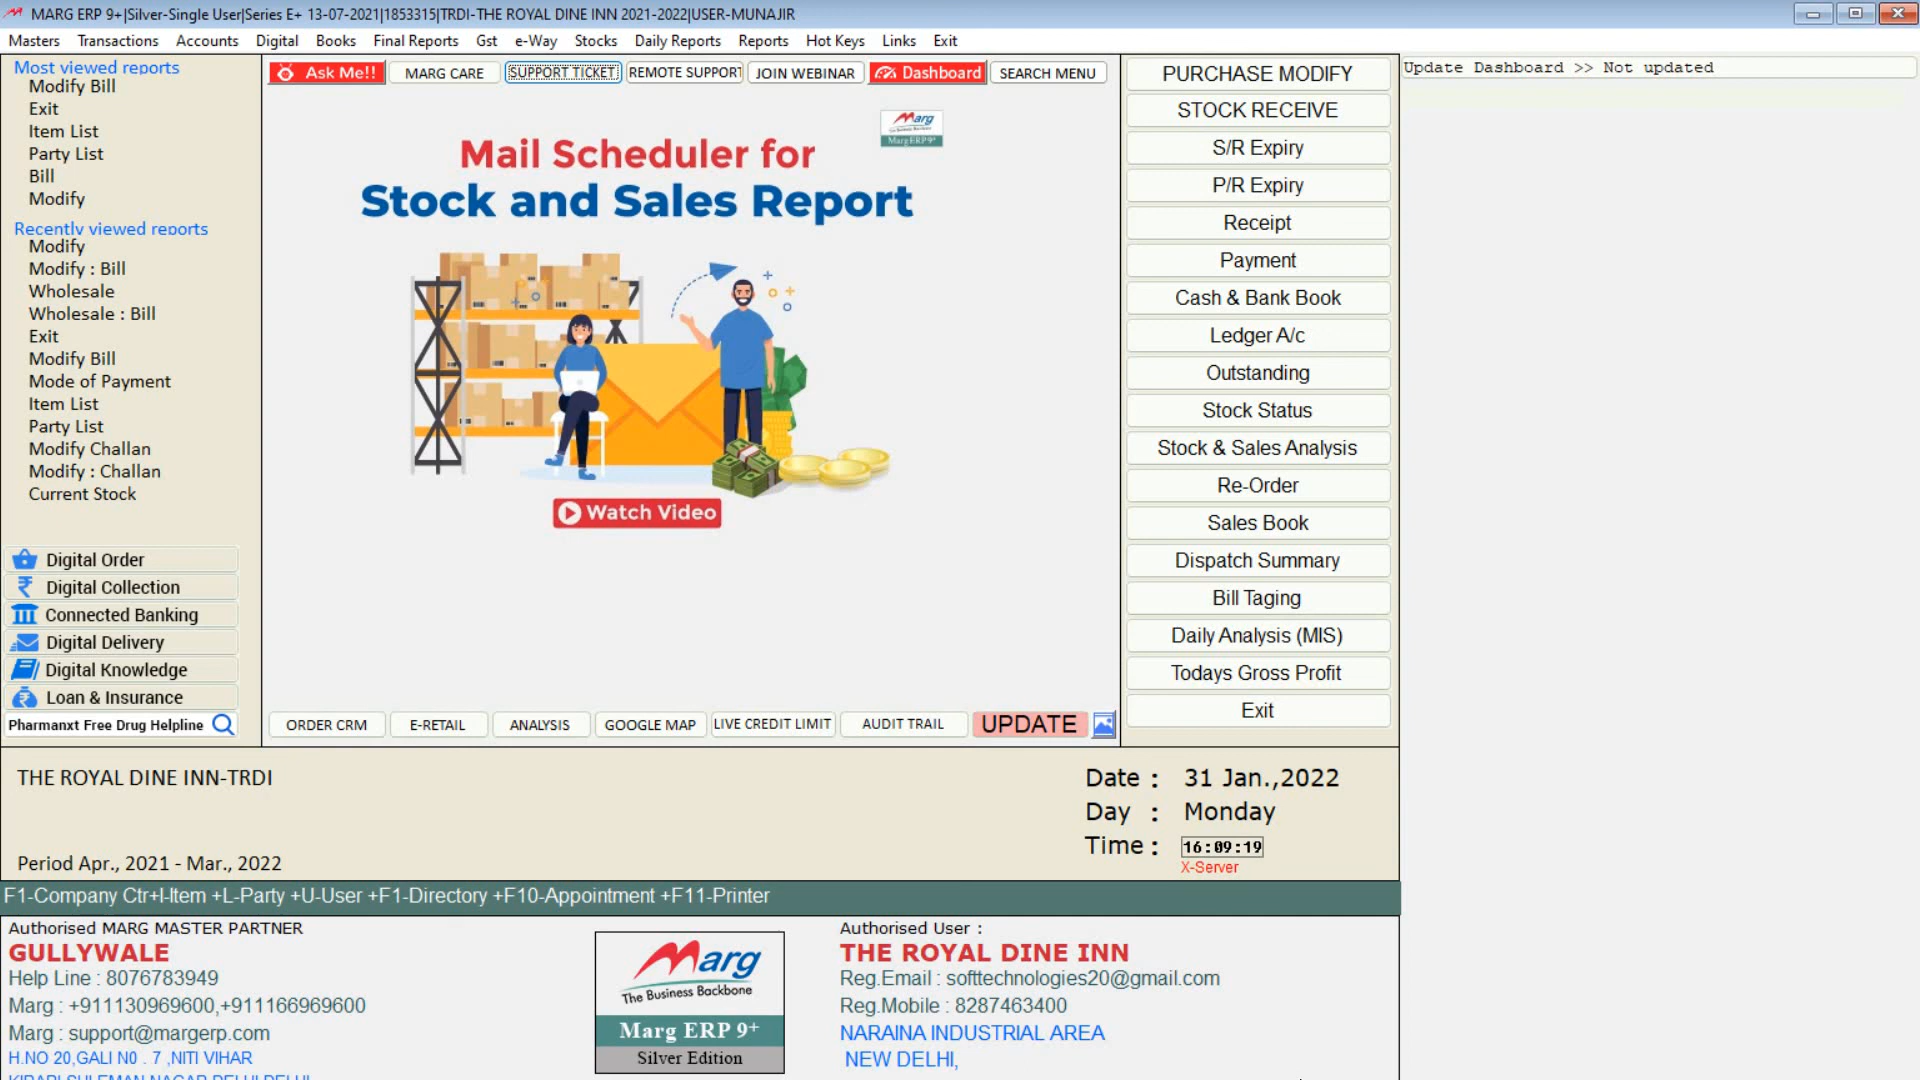 MARG ERP 9+|Silver-Single User|Series E+ 13-07-2021|1853315|TRDI-THE ROYAL DINE INN 2021-2022|USER-MUNAJIR
Masters Transactions Accounts Digital Books Final Reports Gst e-Way Stocks Daily Reports Reports Hot Keys Links Exit
Most viewed reports
Modify Bill
Exit
Item List
Party List
Bill
Modify
Recently viewed reports
Modify
Modify : Bill
Wholesale
Wholesale : Bill
Exit
Modify Bill
Mode of Payment
Item List
Party List
Modify Challan
Modify : Challan
Current Stock
Digital Order
Digital Collection
Connected Banking
Digital Delivery
Digital Knowledge
Loan & Insurance
Pharmanxt Free Drug Helpline
Ask Me!! MARG CARE SUPPORT TICKET REMOTE SUPPORT JOIN WEBINAR Dashboard SEARCH MENU
Marg
Marg ERP 9+
Mail Scheduler for
Stock and Sales Report
Watch Video
ORDER CRM E-RETAIL ANALYSIS GOOGLE MAP LIVE CREDIT LIMIT AUDIT TRAIL UPDATE
PURCHASE MODIFY
STOCK RECEIVE
S/R Expiry
P/R Expiry
Receipt
Payment
Cash & Bank Book
Ledger A/c
Outstanding
Stock Status
Stock & Sales Analysis
Re-Order
Sales Book
Dispatch Summary
Bill Taging
Daily Analysis (MIS)
Todays Gross Profit
Exit
Update Dashboard >> Not updated
THE ROYAL DINE INN-TRDI
Period Apr., 2021 - Mar., 2022
Date : 31 Jan.,2022
Day : Monday
Time : 16:09:19
X-Server
F1-Company Ctr+I-Item +L-Party +U-User +F1-Directory +F10-Appointment +F11-Printer
Authorised MARG MASTER PARTNER
GULLYWALE
Help Line : 8076783949
Marg : +911130969600,+911166969600
Marg : support@margerp.com
H.NO 20,GALI N0 . 7 ,NITI VIHAR
KIRARI SULEMAN NAGAR DELHI DELHI
Marg
The Business Backbone
Marg ERP 9+
Silver Edition
Authorised User :
THE ROYAL DINE INN
Reg.Email : softtechnologies20@gmail.com
Reg.Mobile : 8287463400
NARAINA INDUSTRIAL AREA
NEW DELHI,